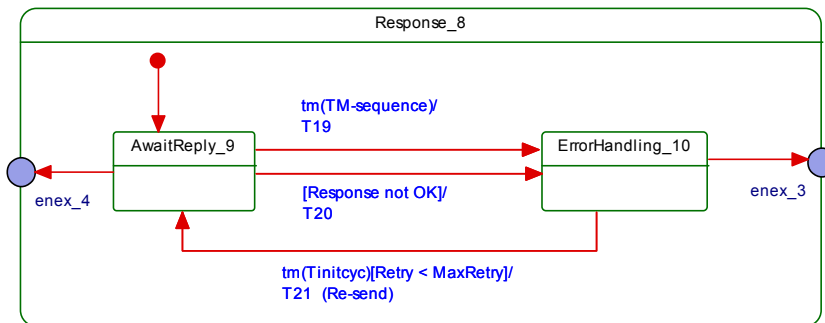 Response_8
tm(TM-sequence)/
T19
AwaitReply_9
ErrorHandling_10
[Response not OK]/
T20
enex_4
enex_3
tm(Tinitcyc)[Retry < MaxRetry]/
T21 (Re-send)